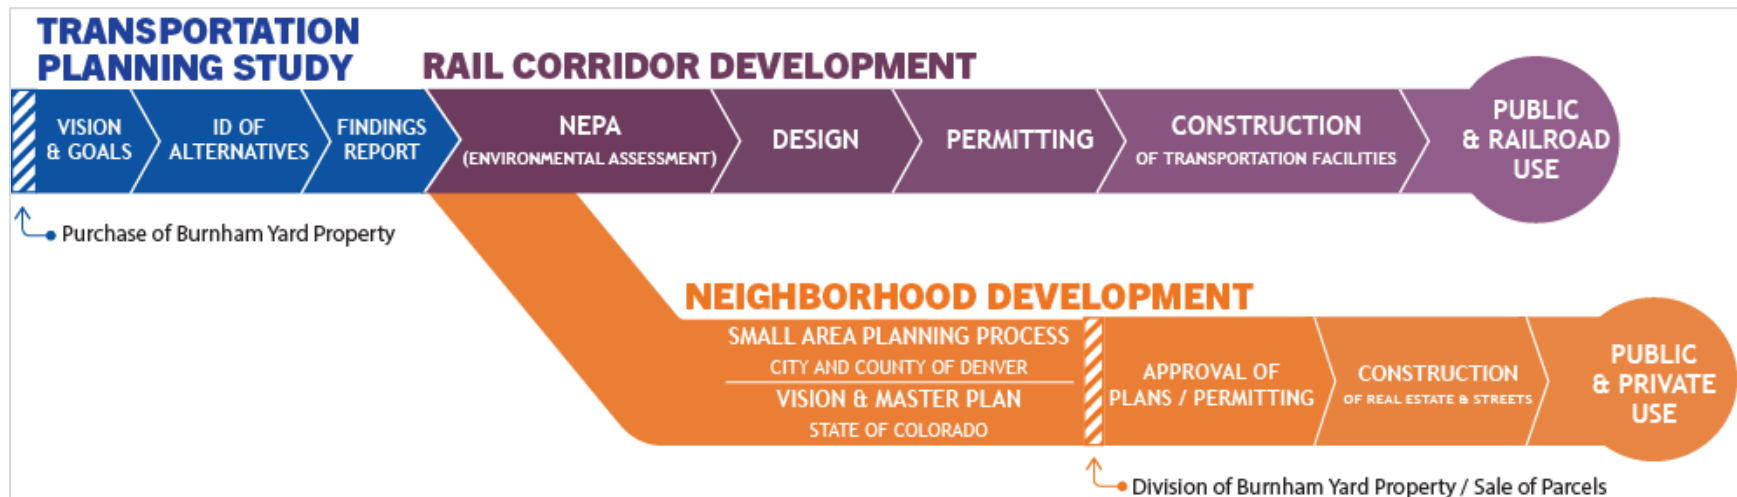 TRANSPORTATION
PLANNING STUDY
RAIL CORRIDOR DEVELOPMENT
VISION
& GOALS
ID OF
ALTERNATIVES
FINDINGS
REPORT
NEPA
(ENVIRONMENTAL ASSESSMENT)
DESIGN
PERMITTING
CONSTRUCTION
OF TRANSPORTATION FACILITIES
PUBLIC
& RAILROAD
USE
Purchase of Burnham Yard Property
NEIGHBORHOOD DEVELOPMENT
SMALL AREA PLANNING PROCESS
CITY AND COUNTY OF DENVER
VISION & MASTER PLAN
STATE OF COLORADO
APPROVAL OF
PLANS / PERMITTING
CONSTRUCTION
OF REAL ESTATE & STREETS
PUBLIC
& PRIVATE
USE
Division of Burnham Yard Property / Sale of Parcels